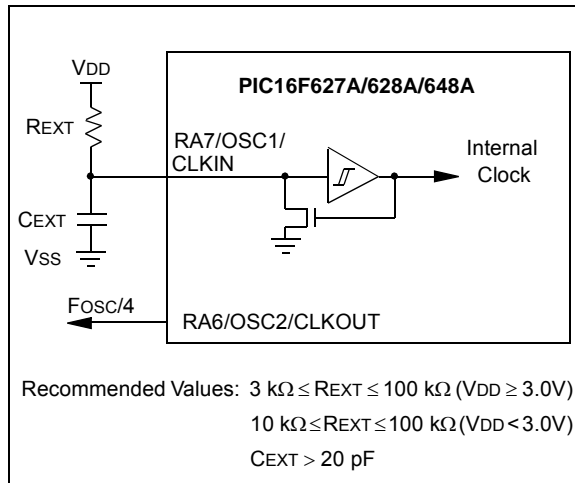 VDD
PIC16F627A/628A/648A
REXT
RA7/OSC1/
CLKIN
Internal
Clock
CEXT
VSS
FOSC/4
RA6/OSC2/CLKOUT
Recommended Values: 3 kΩ ≤ REXT ≤ 100 kΩ (VDD ≥ 3.0V)
10 kΩ ≤ REXT ≤ 100 kΩ (VDD < 3.0V)
CEXT > 20 pF